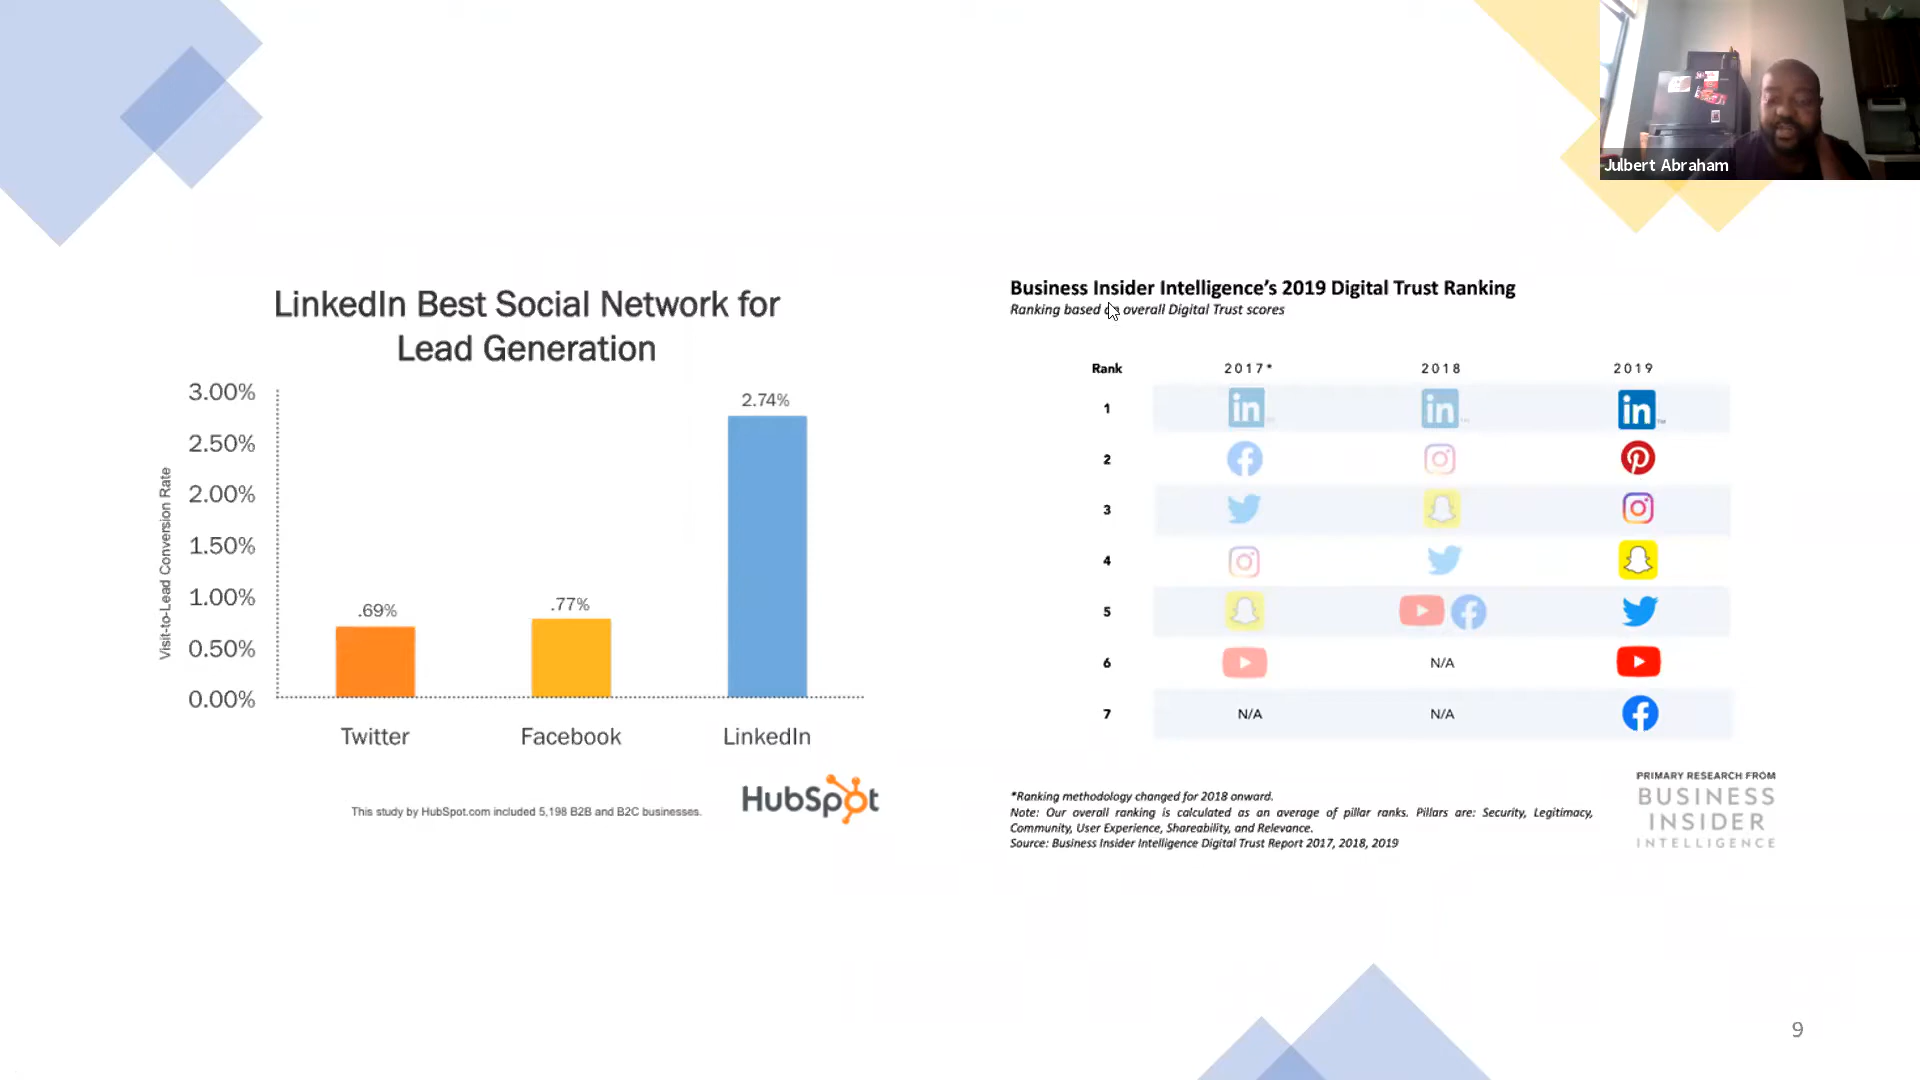 Julbert Abraham
LinkedIn Best Social Network for
Lead Generation
3.00%
2.50%
2.00%
1.50%
1.00%
0.50%
0.00%
Visit-to-Lead Conversion Rate
.69%
.77%
2.74%
Twitter
Facebook
LinkedIn
This study by HubSpot.com included 5,198 B2B and B2C businesses.
HubSpot
Business Insider Intelligence's 2019 Digital Trust Ranking
Ranking based on overall Digital Trust scores
Rank 2017* 2018 2019
1 in in in
2
3
4
5
6 N/A
7 N/A N/A
*Ranking methodology changed for 2018 onward.
Note: Our overall ranking is calculated as an average of pillar ranks. Pillars are: Security, Legitimacy,
Community, User Experience, Shareability, and Relevance.
Source: Business Insider Intelligence Digital Trust Report 2017, 2018, 2019
PRIMARY RESEARCH FROM
BUSINESS
INSIDER
INTELLIGENCE
9